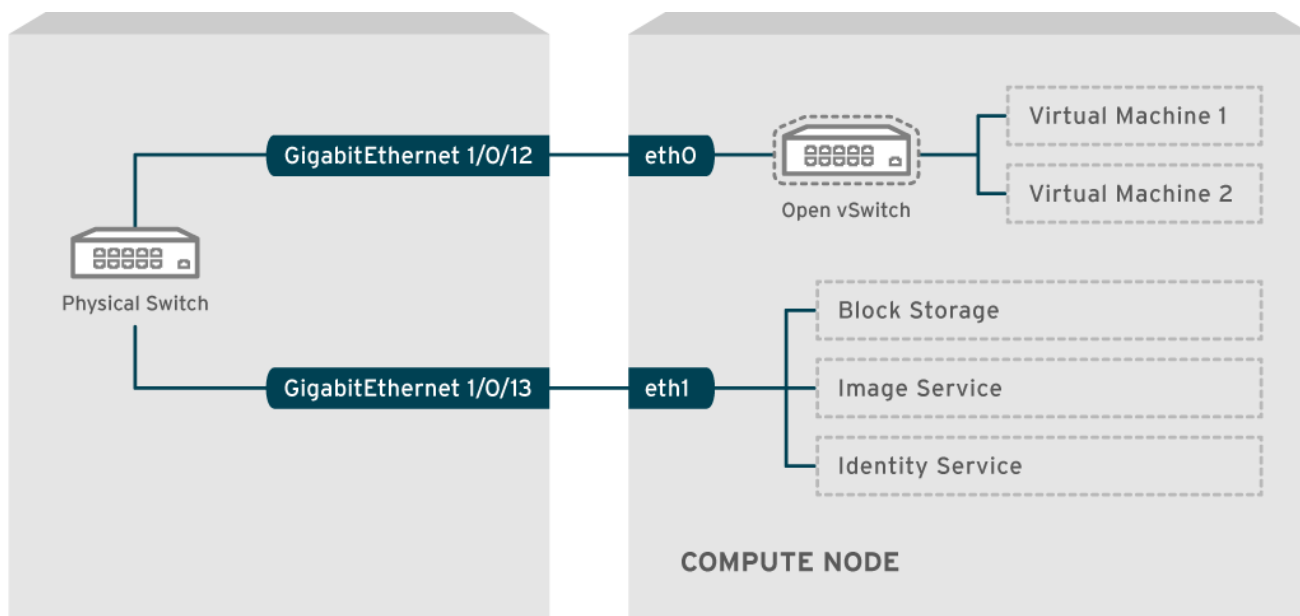 GigabitEthernet 1/0/12
eth0
Open vSwitch
Virtual Machine 1
Virtual Machine 2
Physical Switch
GigabitEthernet 1/0/13
eth1
Block Storage
Image Service
Identity Service
COMPUTE NODE